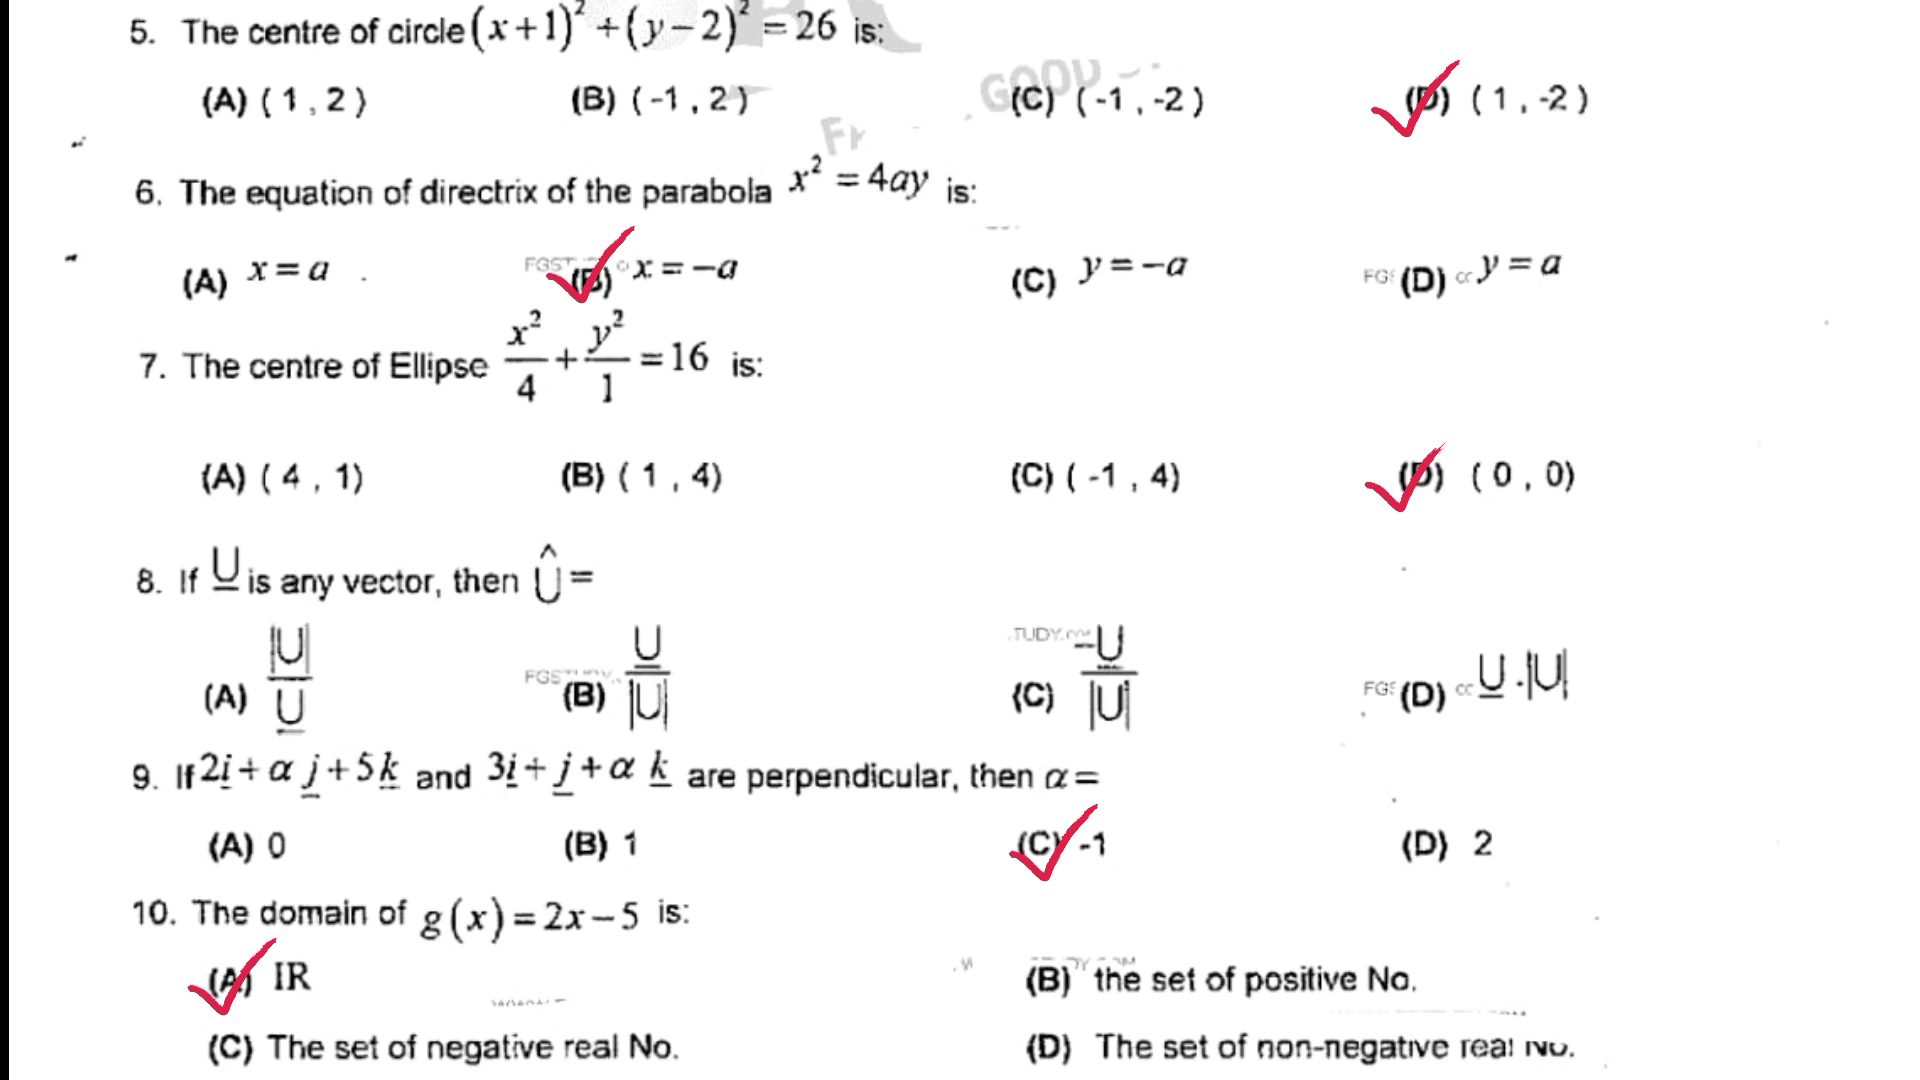 5. The centre of circle (x+1)² + (y−2)² = 26 is:
(A) ( 1 , 2 ) (B) ( -1 , 2 ) (C) ( -1 , -2 ) (D) ( 1 , -2 )
6. The equation of directrix of the parabola x² = 4ay is:
(A) x = a (B) x = −a (C) y = −a (D) y = a
7. The centre of Ellipse x²/4 + y²/1 = 16 is:
(A) ( 4 , 1) (B) ( 1 , 4) (C) ( -1 , 4) (D) ( 0 , 0)
8. If U̲ is any vector, then Û =
(A) |U|/U̲ (B) U̲/|U| (C) −U̲/|U| (D) U̲ .|U|
9. If 2i̲ + α j̲ + 5k̲ and 3i̲ + j̲ + α k̲ are perpendicular, then α =
(A) 0 (B) 1 (C) -1 (D) 2
10. The domain of g(x) = 2x − 5 is:
(A) IR (B) the set of positive No.
(C) The set of negative real No. (D) The set of non-negative real No.